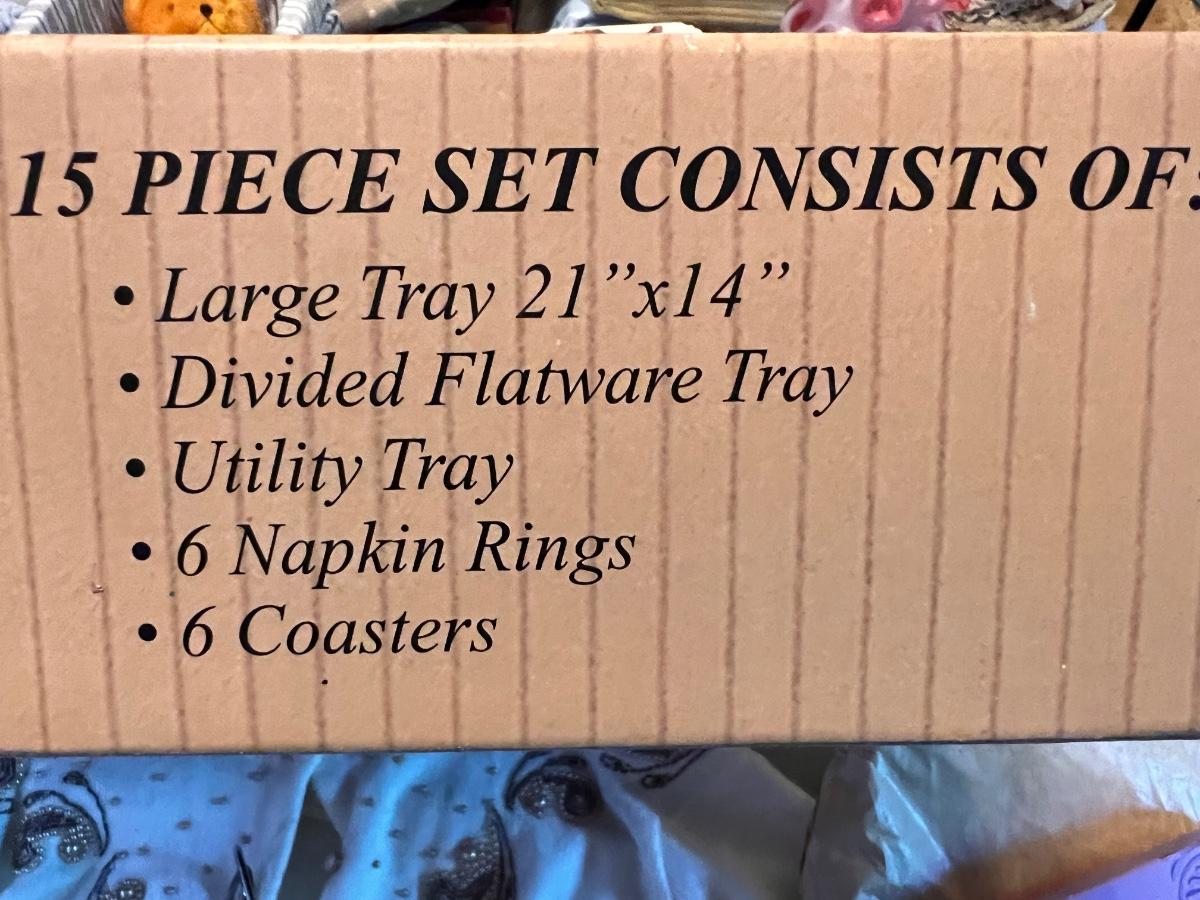 15 PIECE SET CONSISTS OF:
• Large Tray 21”x14”
• Divided Flatware Tray
• Utility Tray
• 6 Napkin Rings
• 6 Coasters